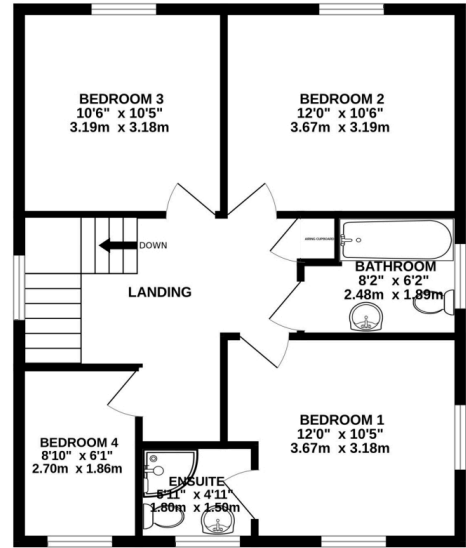 BEDROOM 3
10'6" x 10'5"
3.19m x 3.18m
BEDROOM 2
12'0" x 10'6"
3.67m x 3.19m
DOWN
AIRING CUPBOARD
BATHROOM
8'2" x 6'2"
2.48m x 1.89m
LANDING
BEDROOM 4
8'10" x 6'1"
2.70m x 1.86m
BEDROOM 1
12'0" x 10'5"
3.67m x 3.18m
ENSUITE
5'11" x 4'11"
1.80m x 1.50m